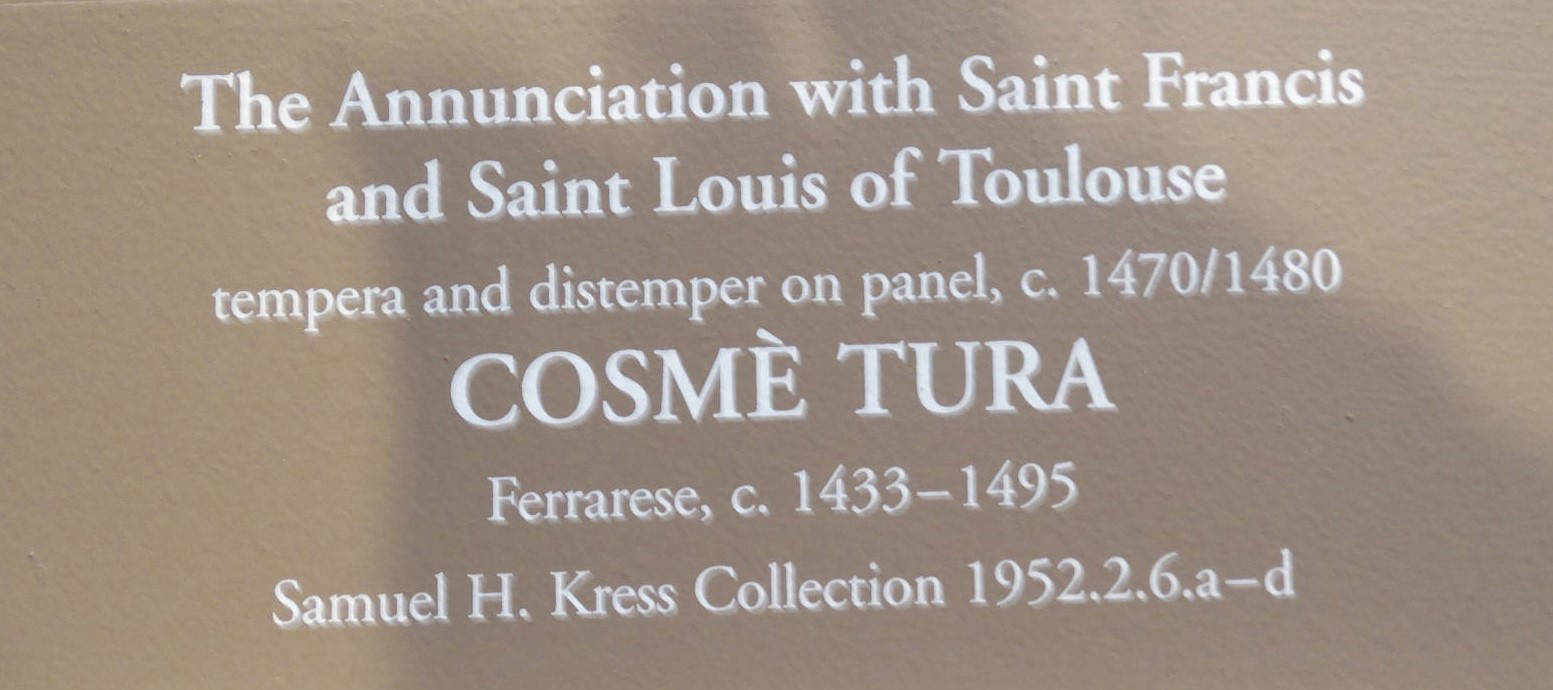 The Annunciation with Saint Francis
and Saint Louis of Toulouse
tempera and distemper on panel, c. 1470/1480
COSMÈ TURA
Ferrarese, c. 1433–1495
Samuel H. Kress Collection 1952.2.6.a–d